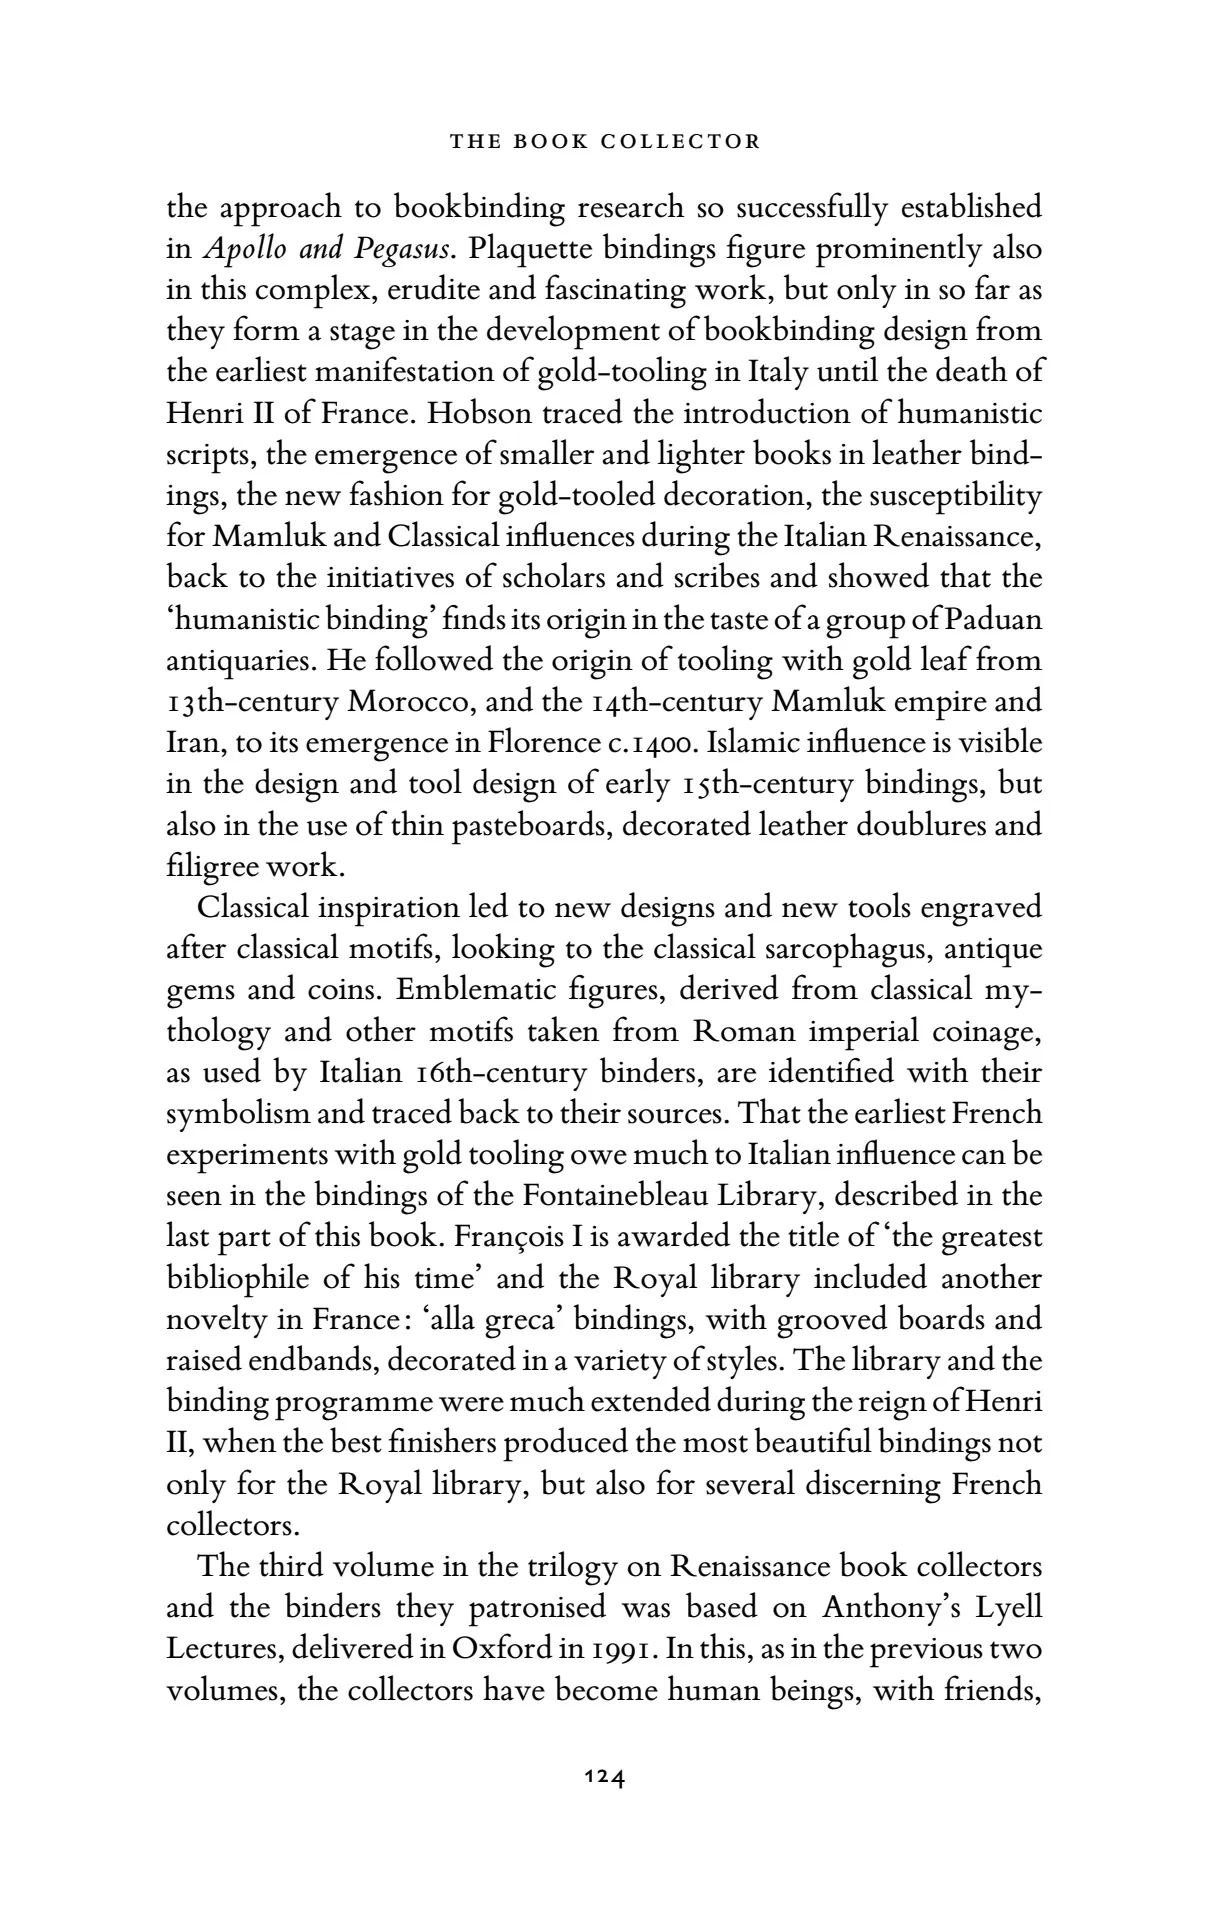 THE BOOK COLLECTOR
the approach to bookbinding research so successfully established
in Apollo and Pegasus. Plaquette bindings figure prominently also
in this complex, erudite and fascinating work, but only in so far as
they form a stage in the development of bookbinding design from
the earliest manifestation of gold-tooling in Italy until the death of
Henri II of France. Hobson traced the introduction of humanistic
scripts, the emergence of smaller and lighter books in leather bind-
ings, the new fashion for gold-tooled decoration, the susceptibility
for Mamluk and Classical influences during the Italian Renaissance,
back to the initiatives of scholars and scribes and showed that the
‘humanistic binding’ finds its origin in the taste of a group of Paduan
antiquaries. He followed the origin of tooling with gold leaf from
13th-century Morocco, and the 14th-century Mamluk empire and
Iran, to its emergence in Florence c.1400. Islamic influence is visible
in the design and tool design of early 15th-century bindings, but
also in the use of thin pasteboards, decorated leather doublures and
filigree work.
Classical inspiration led to new designs and new tools engraved
after classical motifs, looking to the classical sarcophagus, antique
gems and coins. Emblematic figures, derived from classical my-
thology and other motifs taken from Roman imperial coinage,
as used by Italian 16th-century binders, are identified with their
symbolism and traced back to their sources. That the earliest French
experiments with gold tooling owe much to Italian influence can be
seen in the bindings of the Fontainebleau Library, described in the
last part of this book. François I is awarded the title of ‘the greatest
bibliophile of his time’ and the Royal library included another
novelty in France: ‘alla greca’ bindings, with grooved boards and
raised endbands, decorated in a variety of styles. The library and the
binding programme were much extended during the reign of Henri
II, when the best finishers produced the most beautiful bindings not
only for the Royal library, but also for several discerning French
collectors.
The third volume in the trilogy on Renaissance book collectors
and the binders they patronised was based on Anthony’s Lyell
Lectures, delivered in Oxford in 1991. In this, as in the previous two
volumes, the collectors have become human beings, with friends,
124